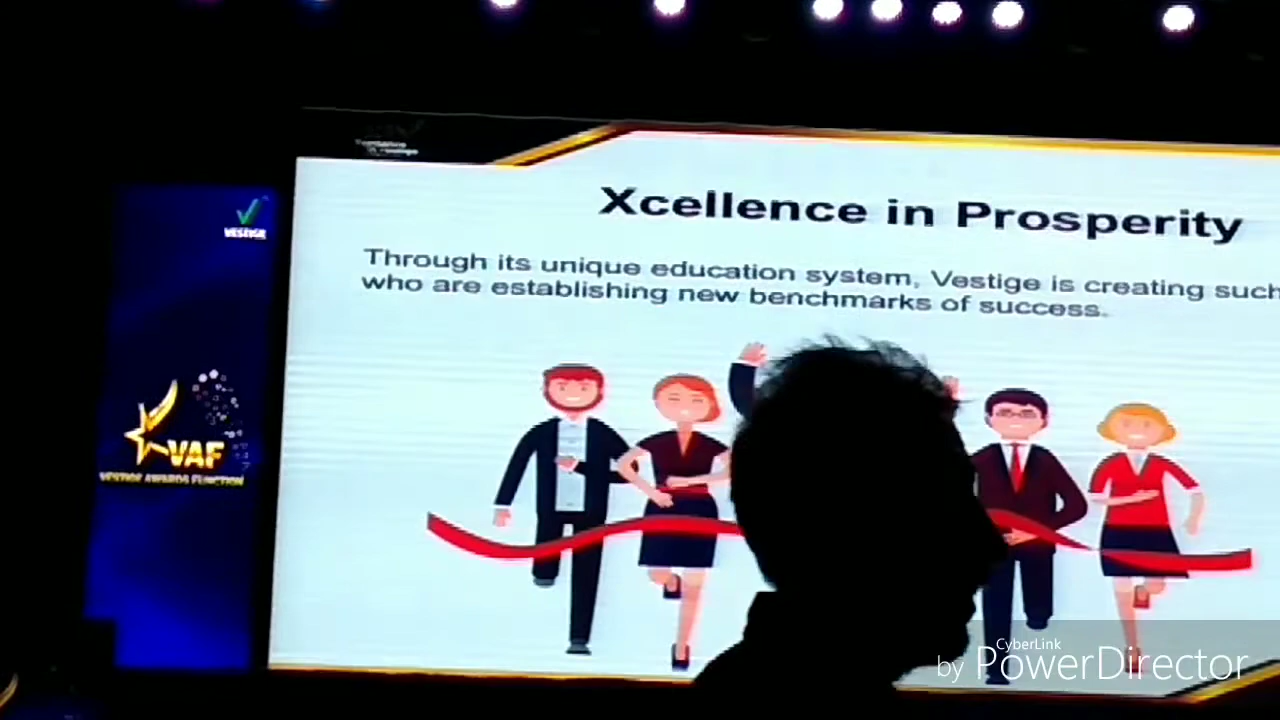 Xcellence in Prosperity
Through its unique education system, Vestige is creating such
who are establishing new benchmarks of success.
VESTIGE
VAF
VESTIGE AWARDS FUNCTION
CyberLink
by PowerDirector